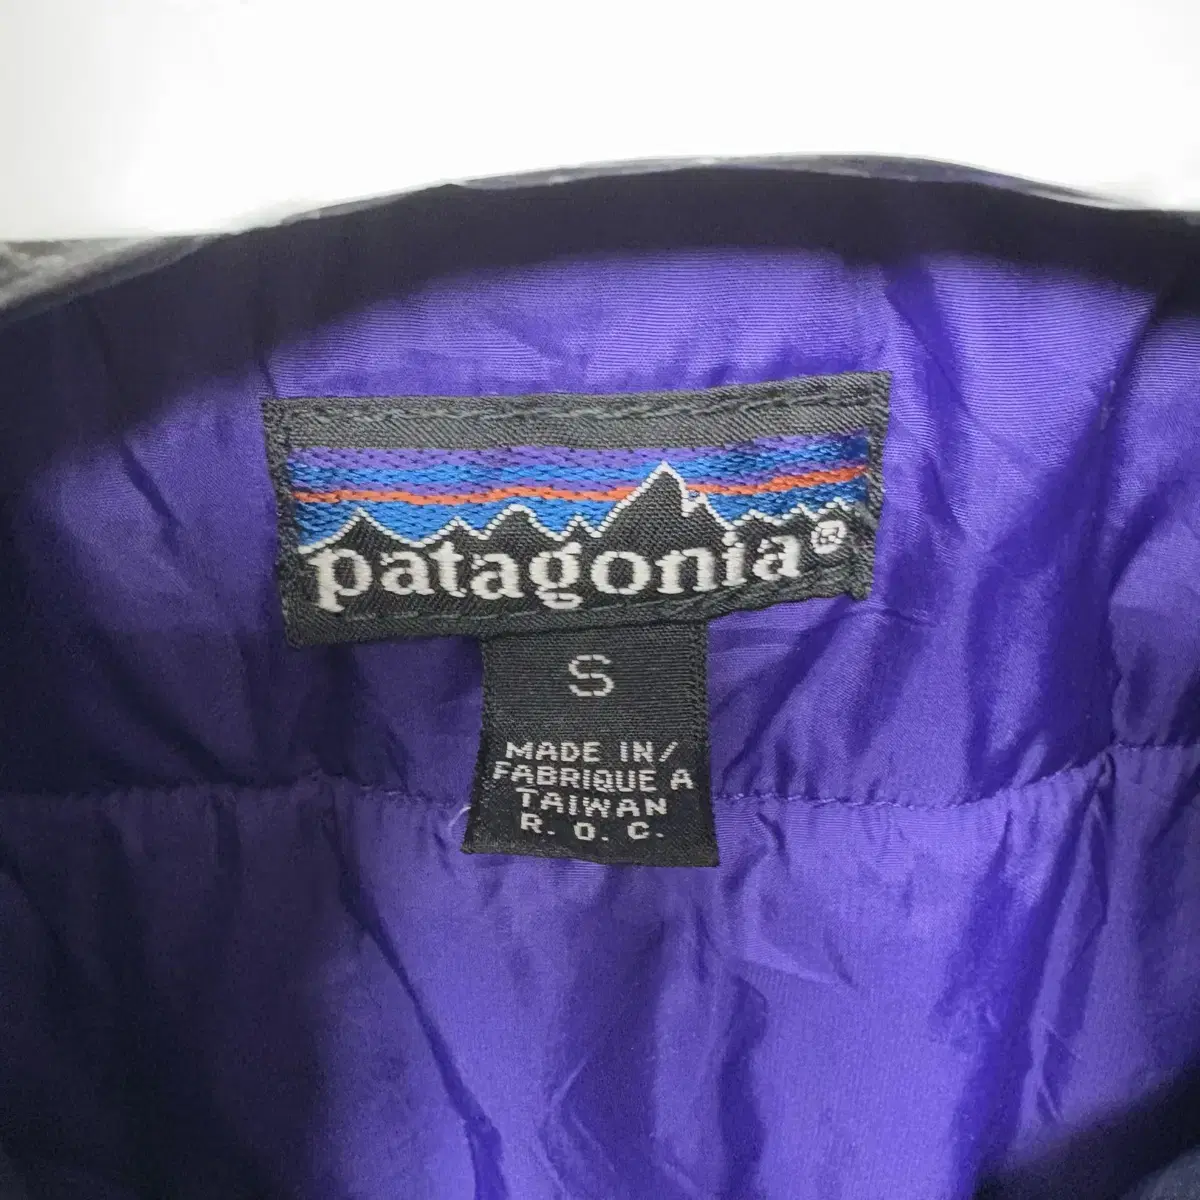 patagonia®
S
MADE IN/
FABRIQUE A
TAIWAN
R. O. C.